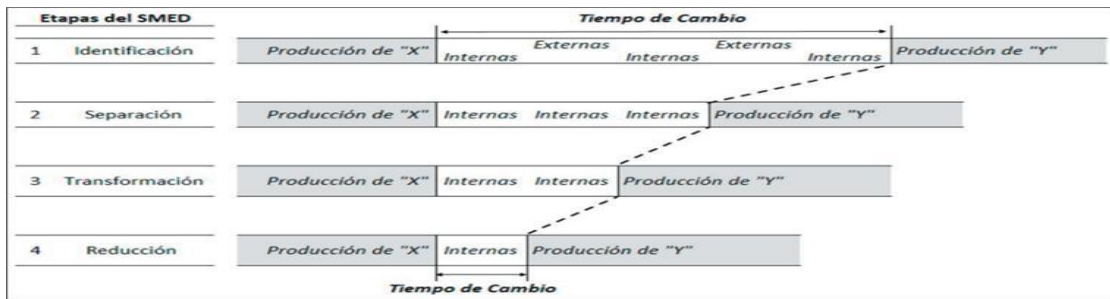 Etapas del SMED Tiempo de Cambio
1 Identificación Producción de "X" Internas Externas Internas Externas Internas Producción de "Y"
2 Separación Producción de "X" Internas Internas Internas Producción de "Y"
3 Transformación Producción de "X" Internas Internas Producción de "Y"
4 Reducción Producción de "X" Internas Producción de "Y"
Tiempo de Cambio